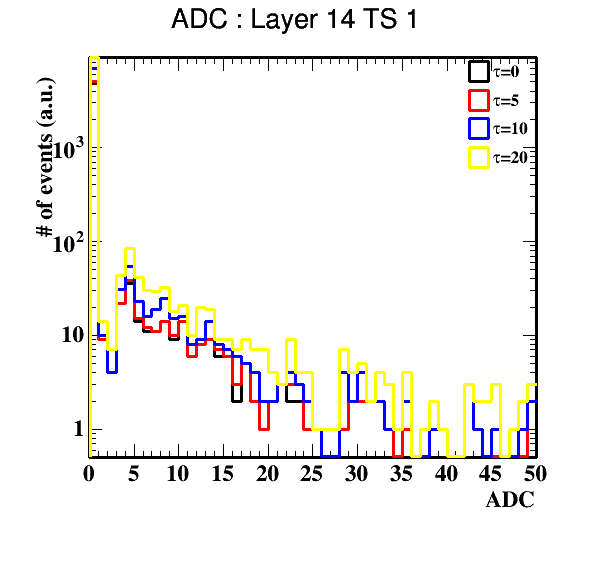 ADC : Layer 14 TS 1
# of events (a.u.)
10³
10²
10
1
τ=0
τ=5
τ=10
τ=20
0 5 10 15 20 25 30 35 40 45 50
ADC